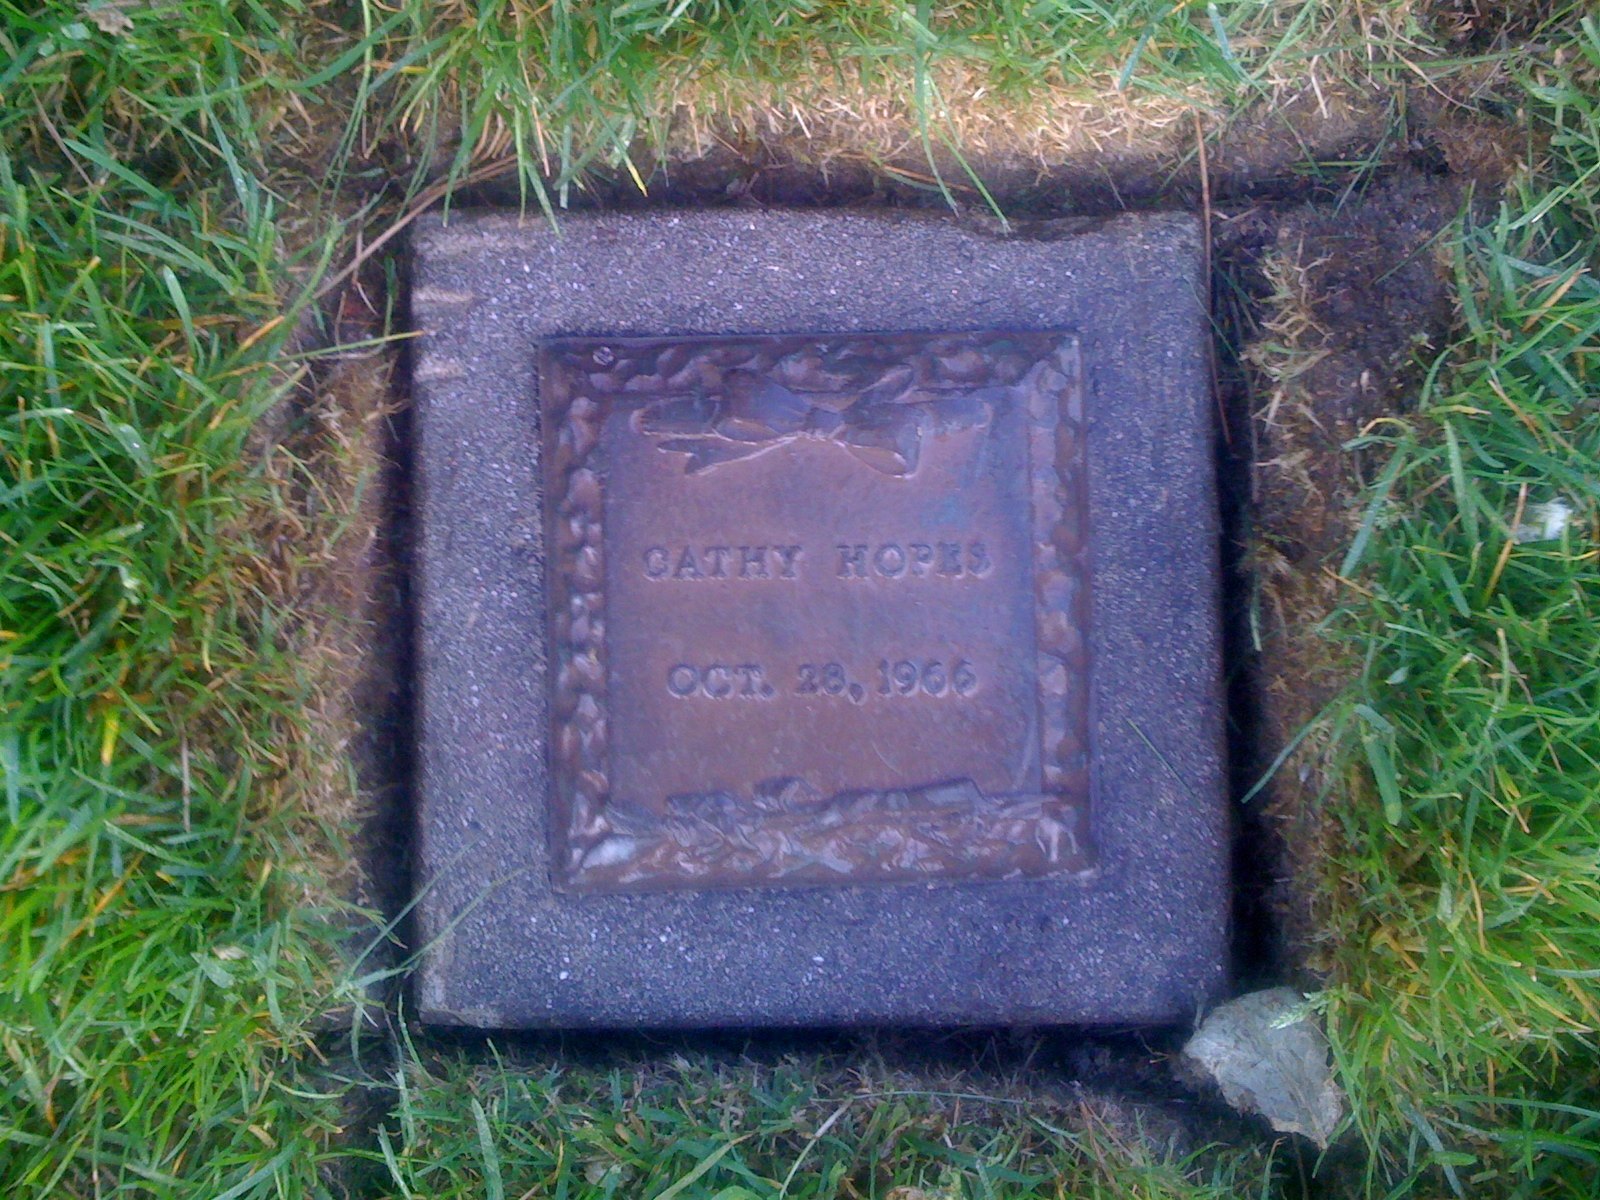 CATHY HOPES
OCT. 28, 1966